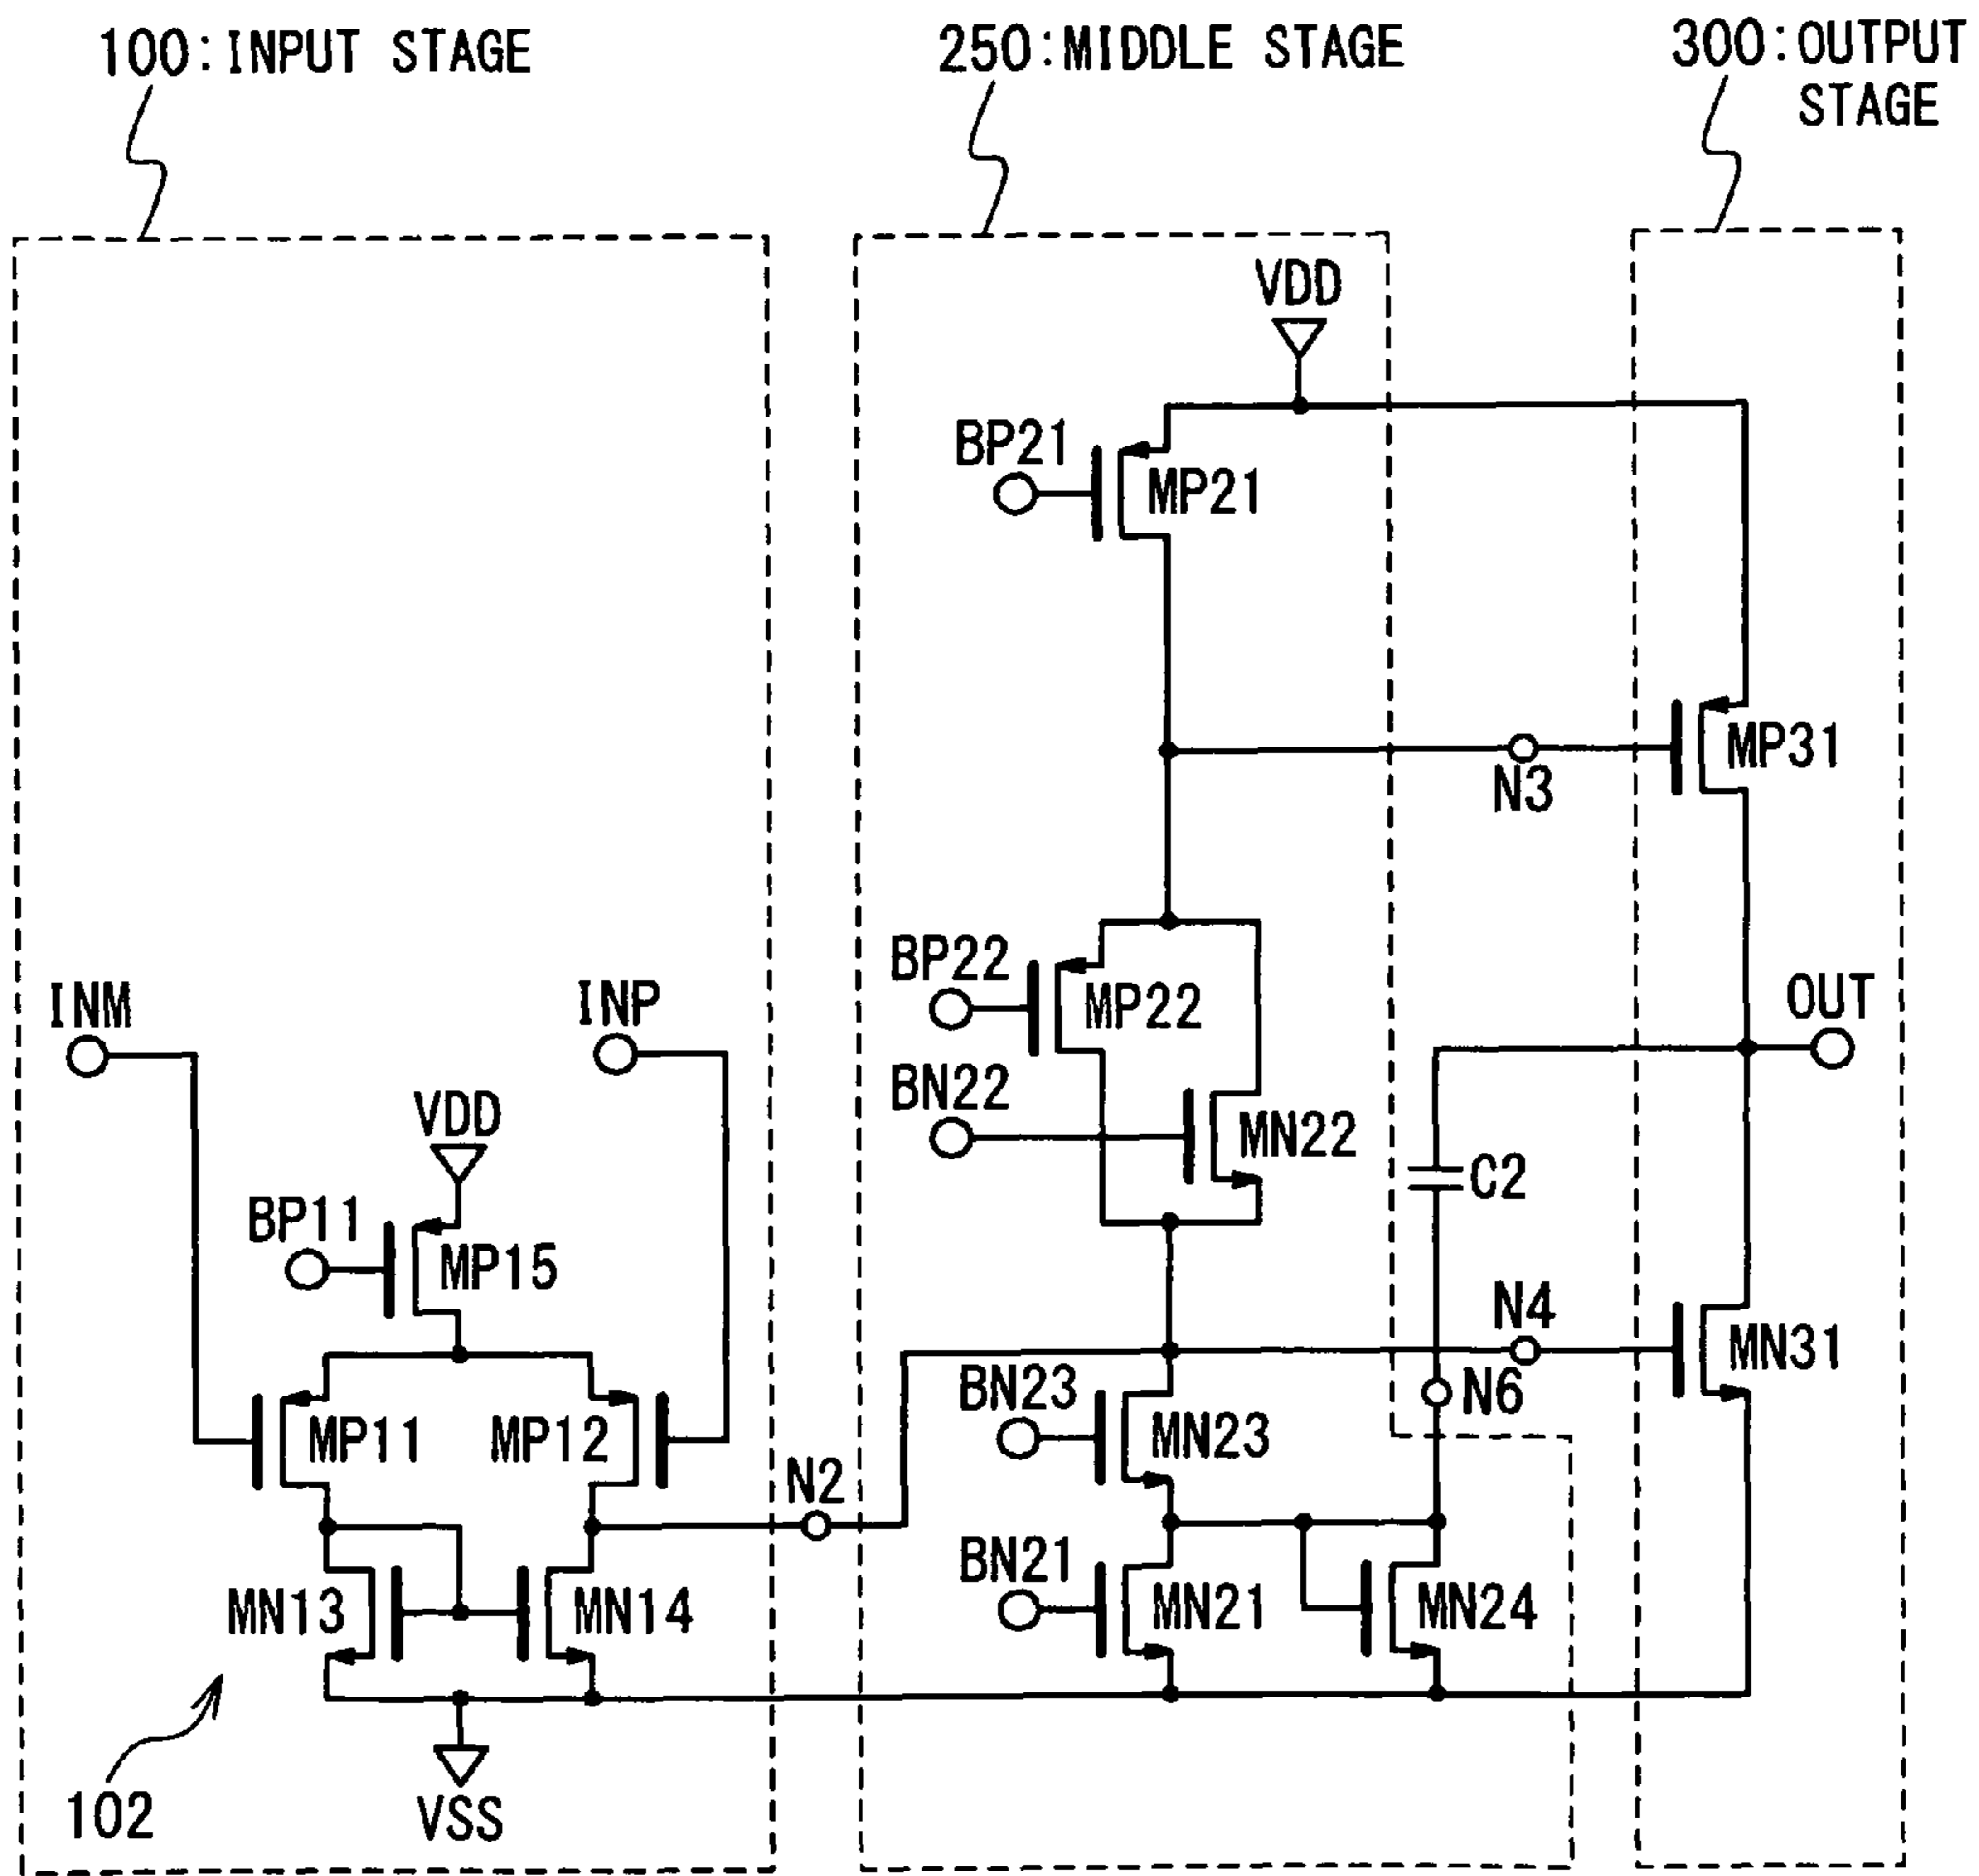 100:INPUT STAGE
250:MIDDLE STAGE
300:OUTPUT
STAGE
VDD
BP21
MP21
MP31
N3
BP22
MP22
INM
INP
OUT
BN22
MN22
VDD
C2
BP11
MP15
N4
MN31
BN23
N6
MP11
MP12
MN23
N2
BN21
MN13
MN14
MN21
MN24
102
VSS